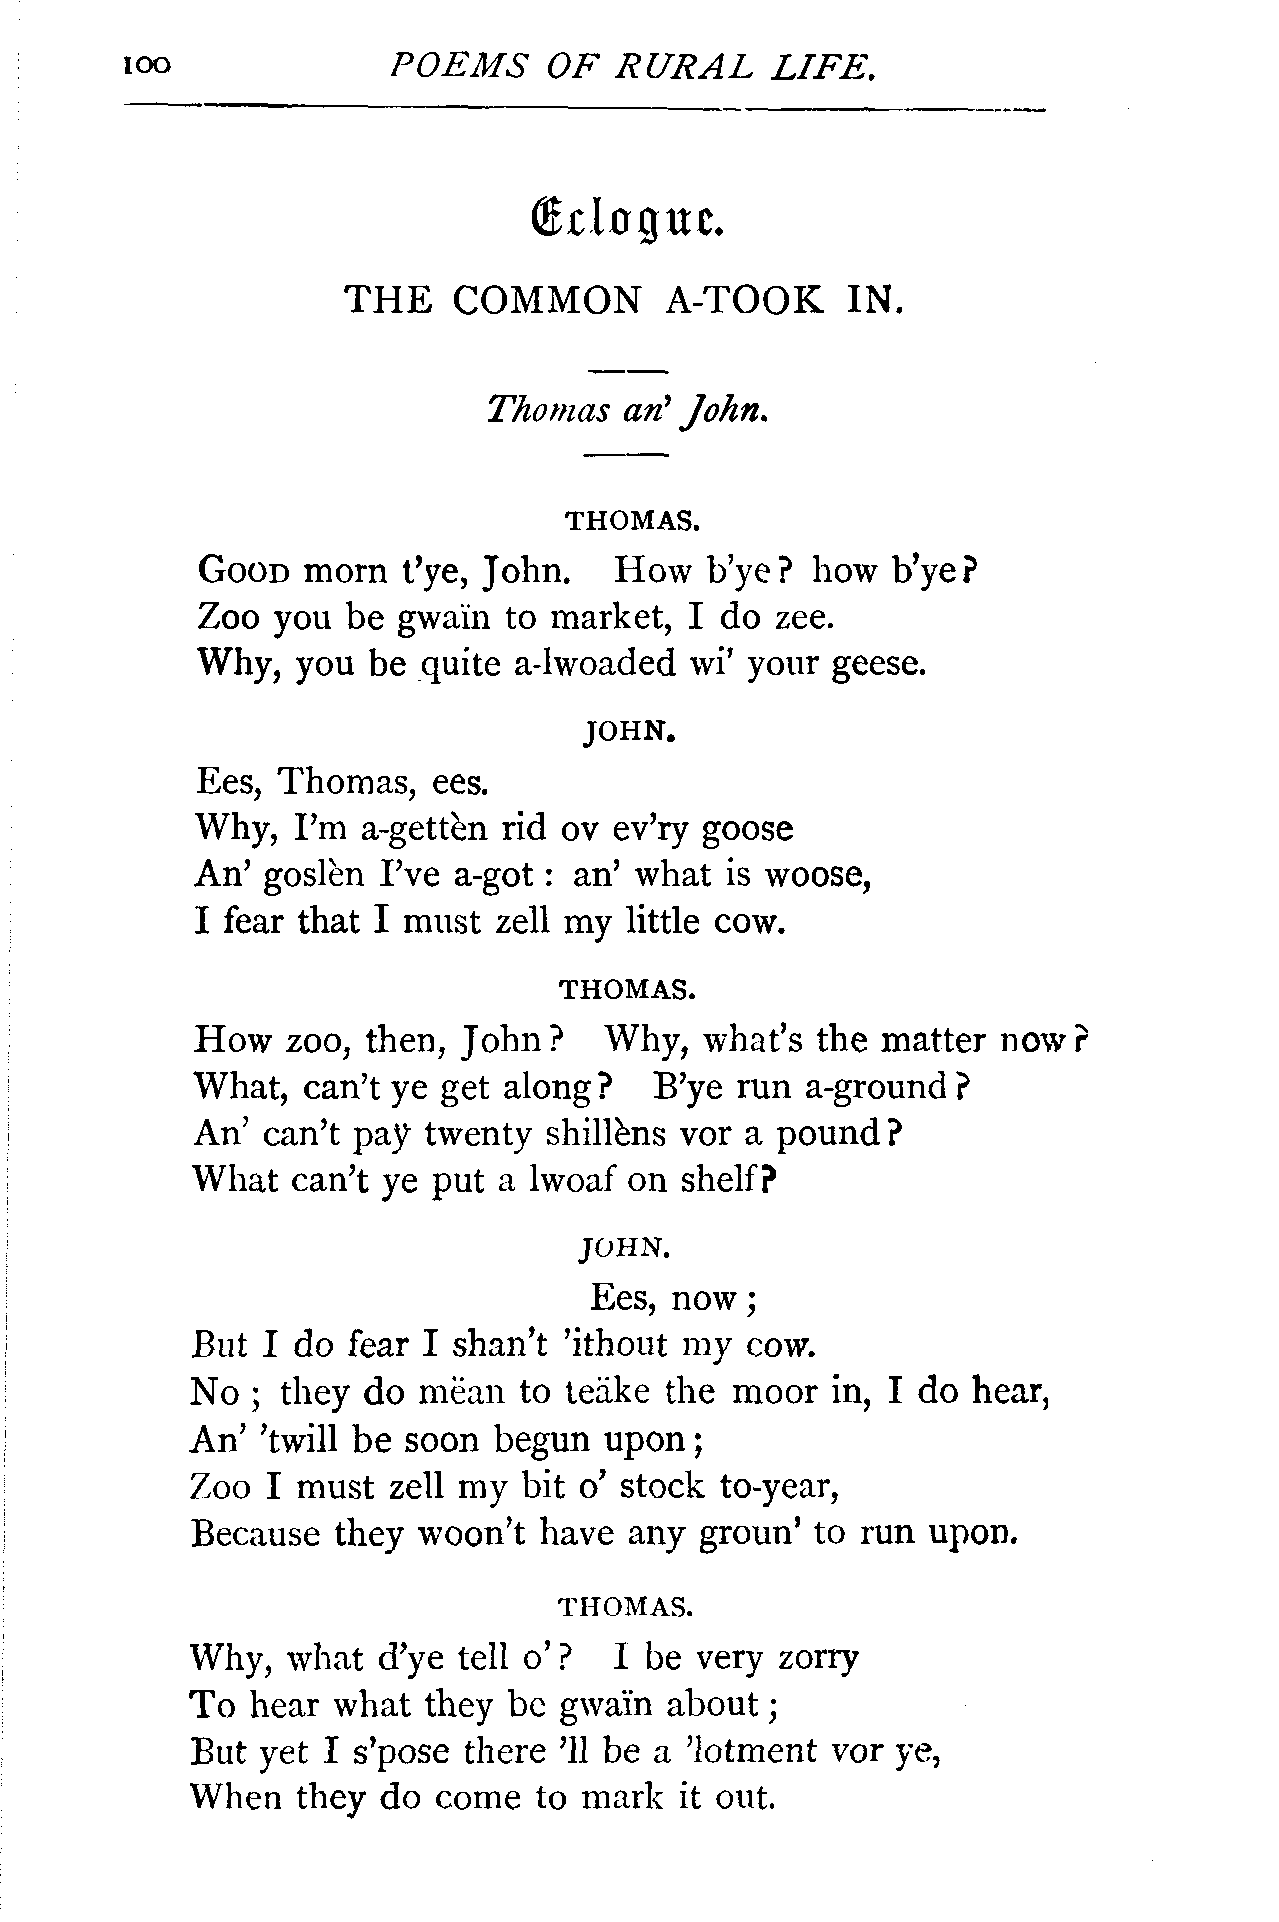 100 POEMS OF RURAL LIFE.
Eclogue.
THE COMMON A-TOOK IN.
Thomas an' John.
THOMAS.
GOOD morn t'ye, John. How b'ye? how b'ye?
Zoo you be gwaïn to market, I do zee.
Why, you be quite a-lwoaded wi' your geese.
JOHN.
Ees, Thomas, ees.
Why, I'm a-gettèn rid ov ev'ry goose
An' goslèn I've a-got: an' what is woose,
I fear that I must zell my little cow.
THOMAS.
How zoo, then, John? Why, what's the matter now?
What, can't ye get along? B'ye run a-ground?
An' can't paÿ twenty shillèns vor a pound?
What can't ye put a lwoaf on shelf?
JOHN.
Ees, now;
But I do fear I shan't 'ithout my cow.
No; they do mëan to teäke the moor in, I do hear,
An' 'twill be soon begun upon;
Zoo I must zell my bit o' stock to-year,
Because they woon't have any groun' to run upon.
THOMAS.
Why, what d'ye tell o'? I be very zorry
To hear what they be gwaïn about;
But yet I s'pose there 'll be a 'lotment vor ye,
When they do come to mark it out.